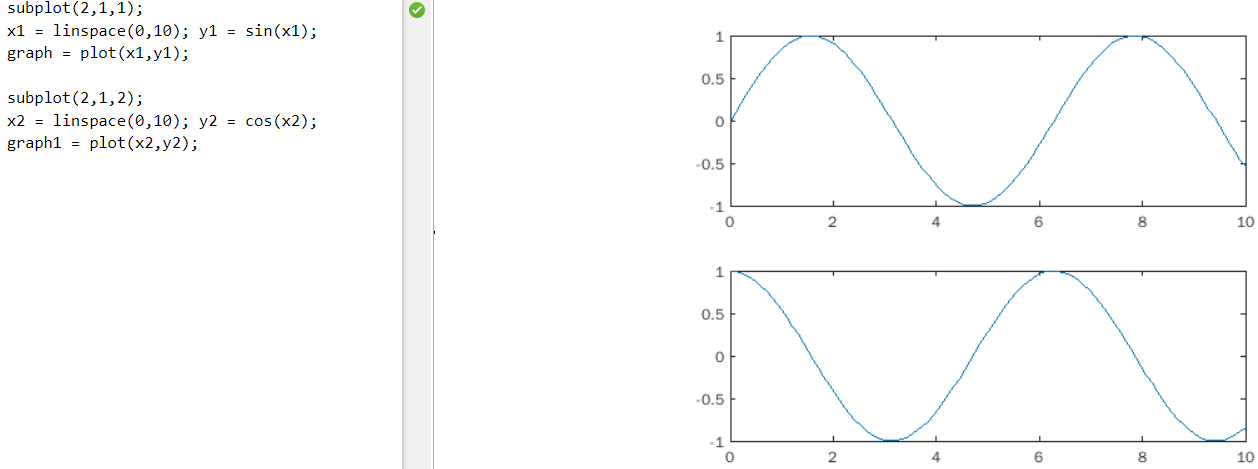 subplot(2,1,1);
x1 = linspace(0,10); y1 = sin(x1);
graph = plot(x1,y1);
subplot(2,1,2);
x2 = linspace(0,10); y2 = cos(x2);
graph1 = plot(x2,y2);
1
0.5
0
-0.5
-1
0 2 4 6 8 10
1
0.5
0
-0.5
-1
0 2 4 6 8 10